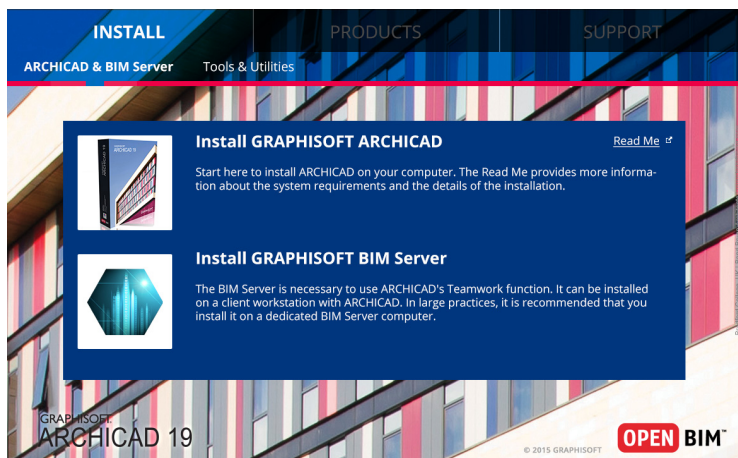 INSTALL
PRODUCTS
SUPPORT
ARCHICAD & BIM Server
Tools & Utilities
Install GRAPHISOFT ARCHICAD
Read Me
Start here to install ARCHICAD on your computer. The Read Me provides more informa-
tion about the system requirements and the details of the installation.
Install GRAPHISOFT BIM Server
The BIM Server is necessary to use ARCHICAD's Teamwork function. It can be installed
on a client workstation with ARCHICAD. In large practices, it is recommended that you
install it on a dedicated BIM Server computer.
GRAPHISOFT.
ARCHICAD 19
© 2015 GRAPHISOFT
OPEN BIM™